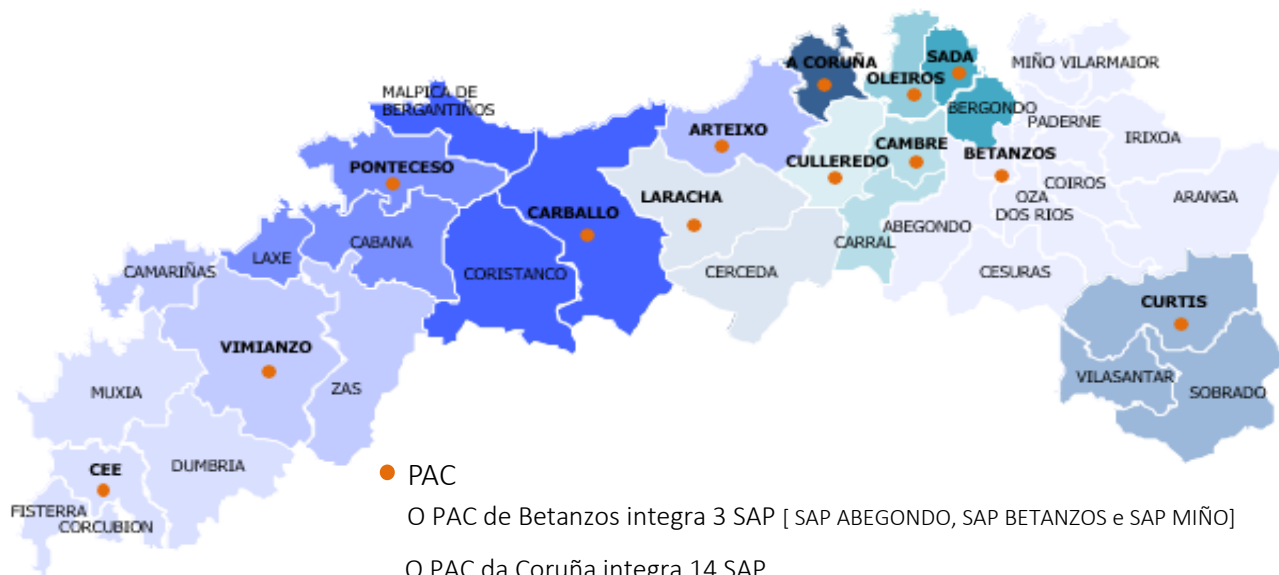 MALPICA DE
BERGANTIÑOS
PONTECESO
LAXE
CABANA
CAMARIÑAS
VIMIANZO
ZAS
MUXIA
DUMBRIA
CEE
FISTERRA
CORCUBION
CORISTANCO
CARBALLO
ARTEIXO
LARACHA
CERCEDA
A CORUÑA
OLEIROS
SADA
BERGONDO
CULLEREDO
CAMBRE
CARRAL
ABEGONDO
MIÑO VILARMAIOR
PADERNE
IRIXOA
BETANZOS
COIROS
OZA
DOS RIOS
ARANGA
CESURAS
CURTIS
VILASANTAR
SOBRADO
PAC
O PAC de Betanzos integra 3 SAP [ SAP ABEGONDO, SAP BETANZOS e SAP MIÑO]
O PAC da Coruña integra 14 SAP